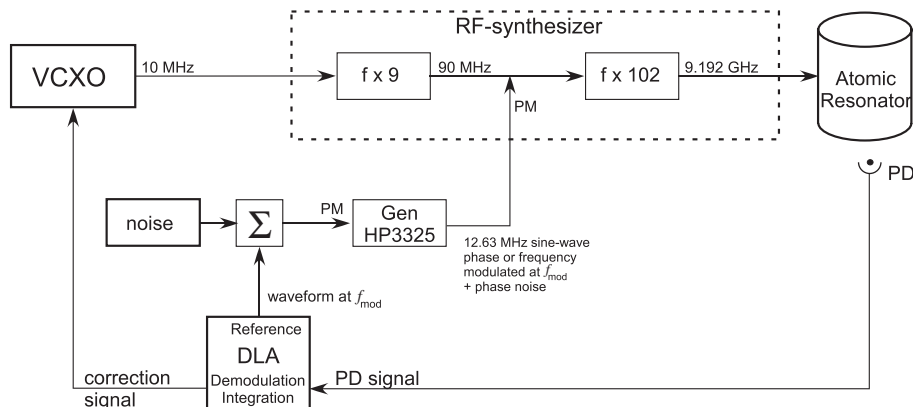 RF-synthesizer
VCXO
10 MHz
f x 9
90 MHz
f x 102
9.192 GHz
Atomic
Resonator
PM
PD
noise
Σ
PM
Gen
HP3325
12.63 MHz sine-wave
phase or frequency
modulated at fmod
+ phase noise
waveform at fmod
Reference
DLA
Demodulation
Integration
correction
signal
PD signal